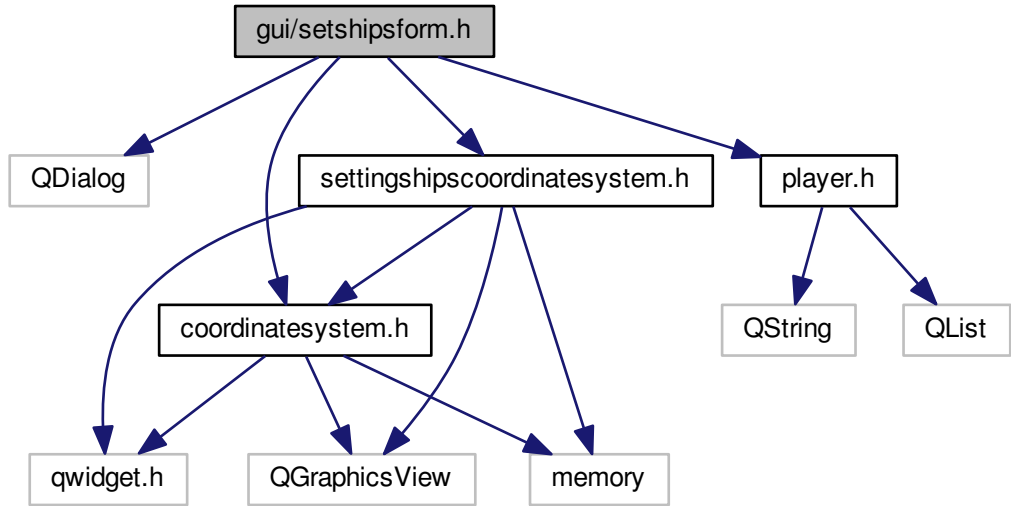 gui/setshipsform.h
QDialog
settingshipscoordinatesystem.h
player.h
coordinatesystem.h
QString
QList
qwidget.h
QGraphicsView
memory